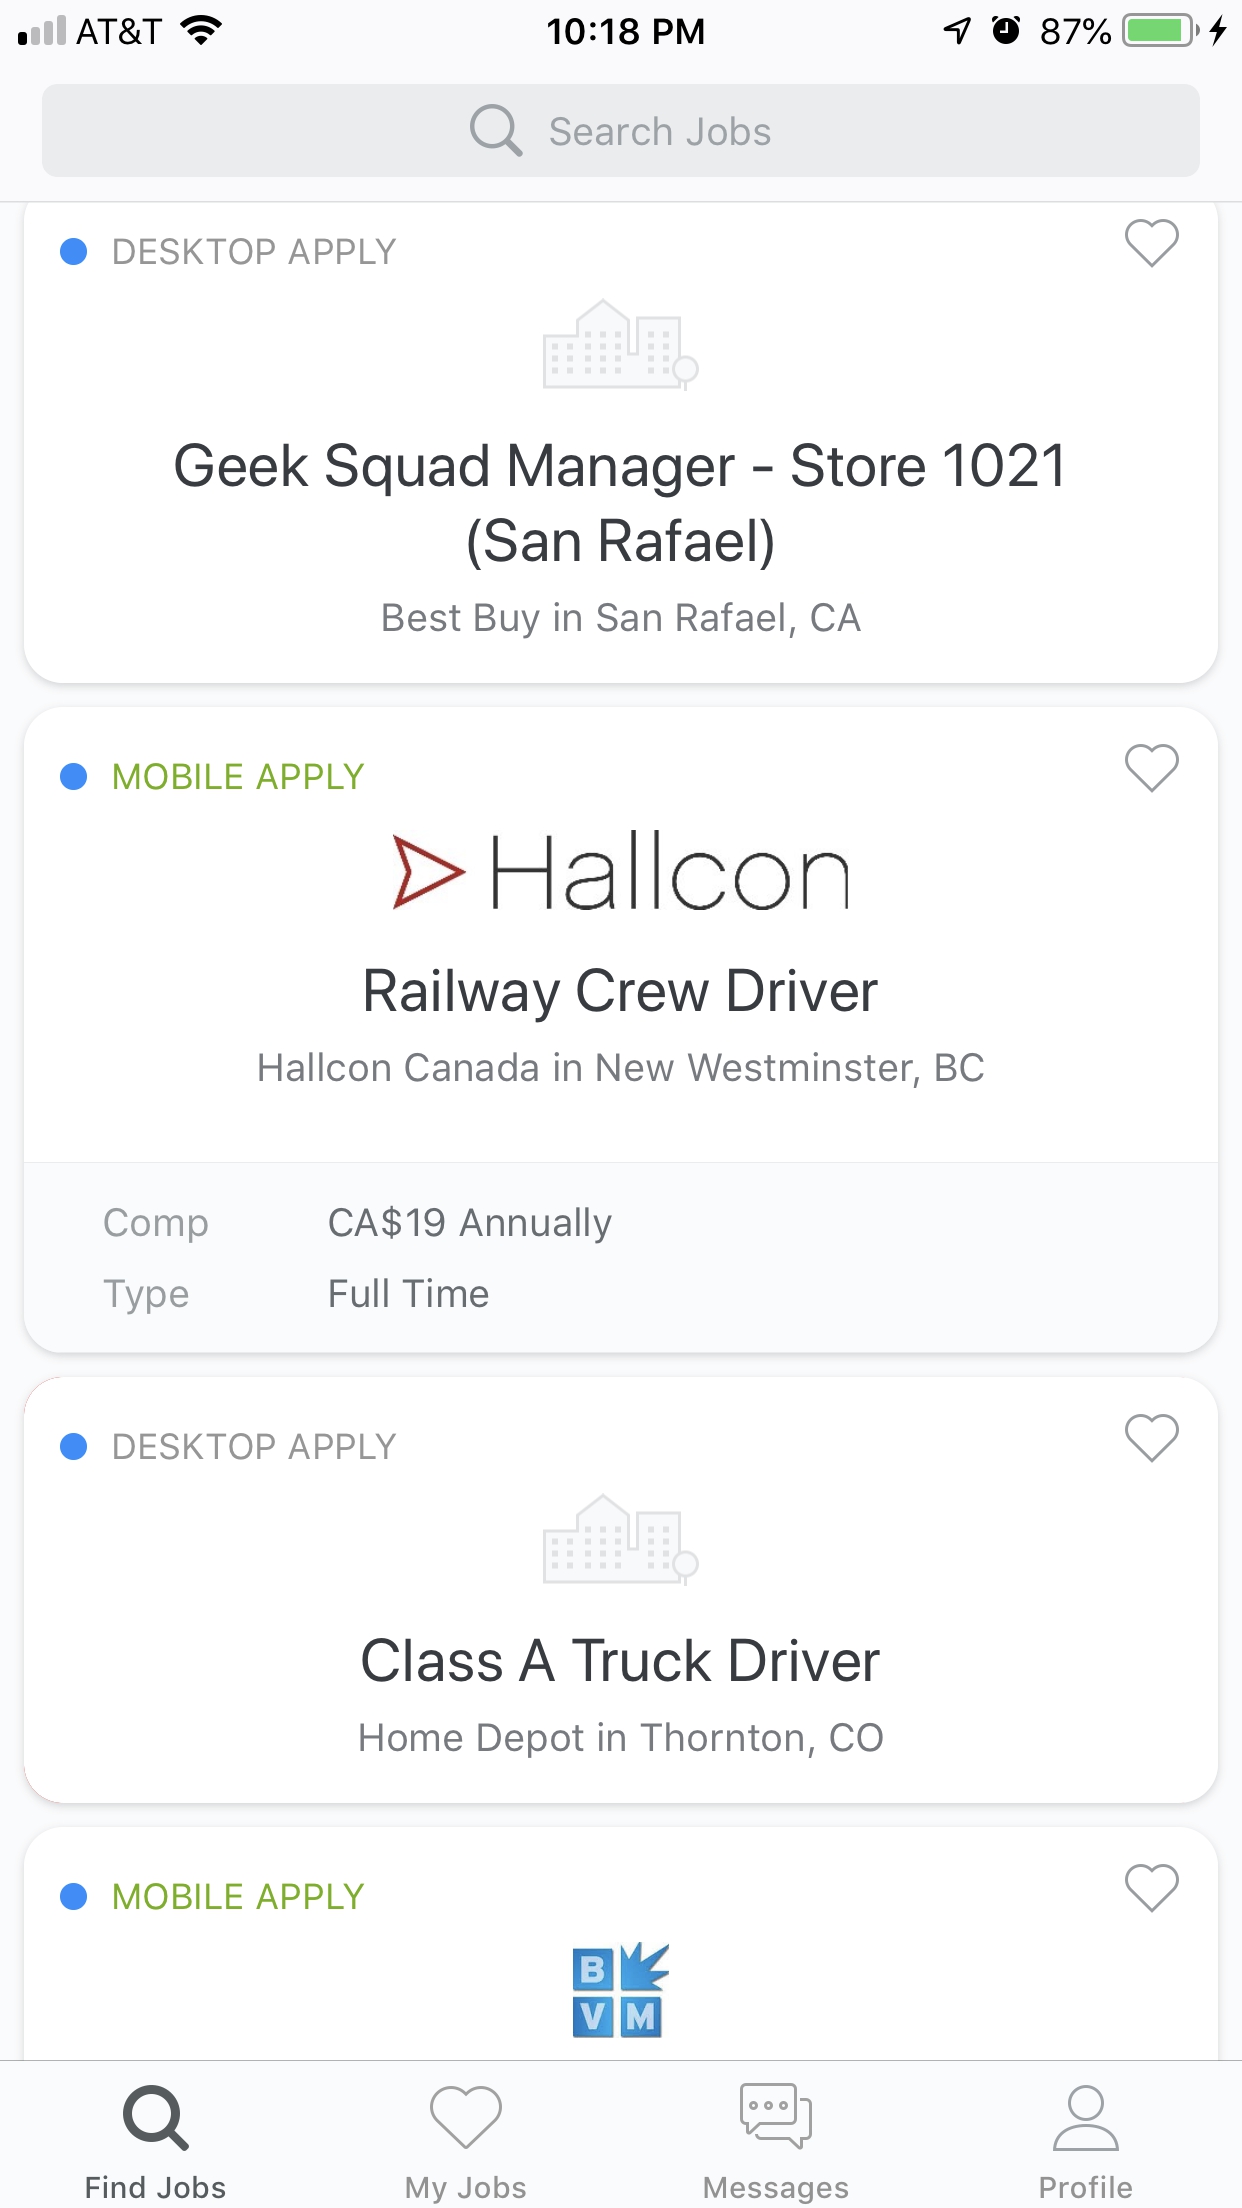 AT&T 10:18 PM 87%
Search Jobs
DESKTOP APPLY
Geek Squad Manager - Store 1021
(San Rafael)
Best Buy in San Rafael, CA
MOBILE APPLY
Hallcon
Railway Crew Driver
Hallcon Canada in New Westminster, BC
Comp CA$19 Annually
Type Full Time
DESKTOP APPLY
Class A Truck Driver
Home Depot in Thornton, CO
MOBILE APPLY
B
V M
Find Jobs My Jobs Messages Profile